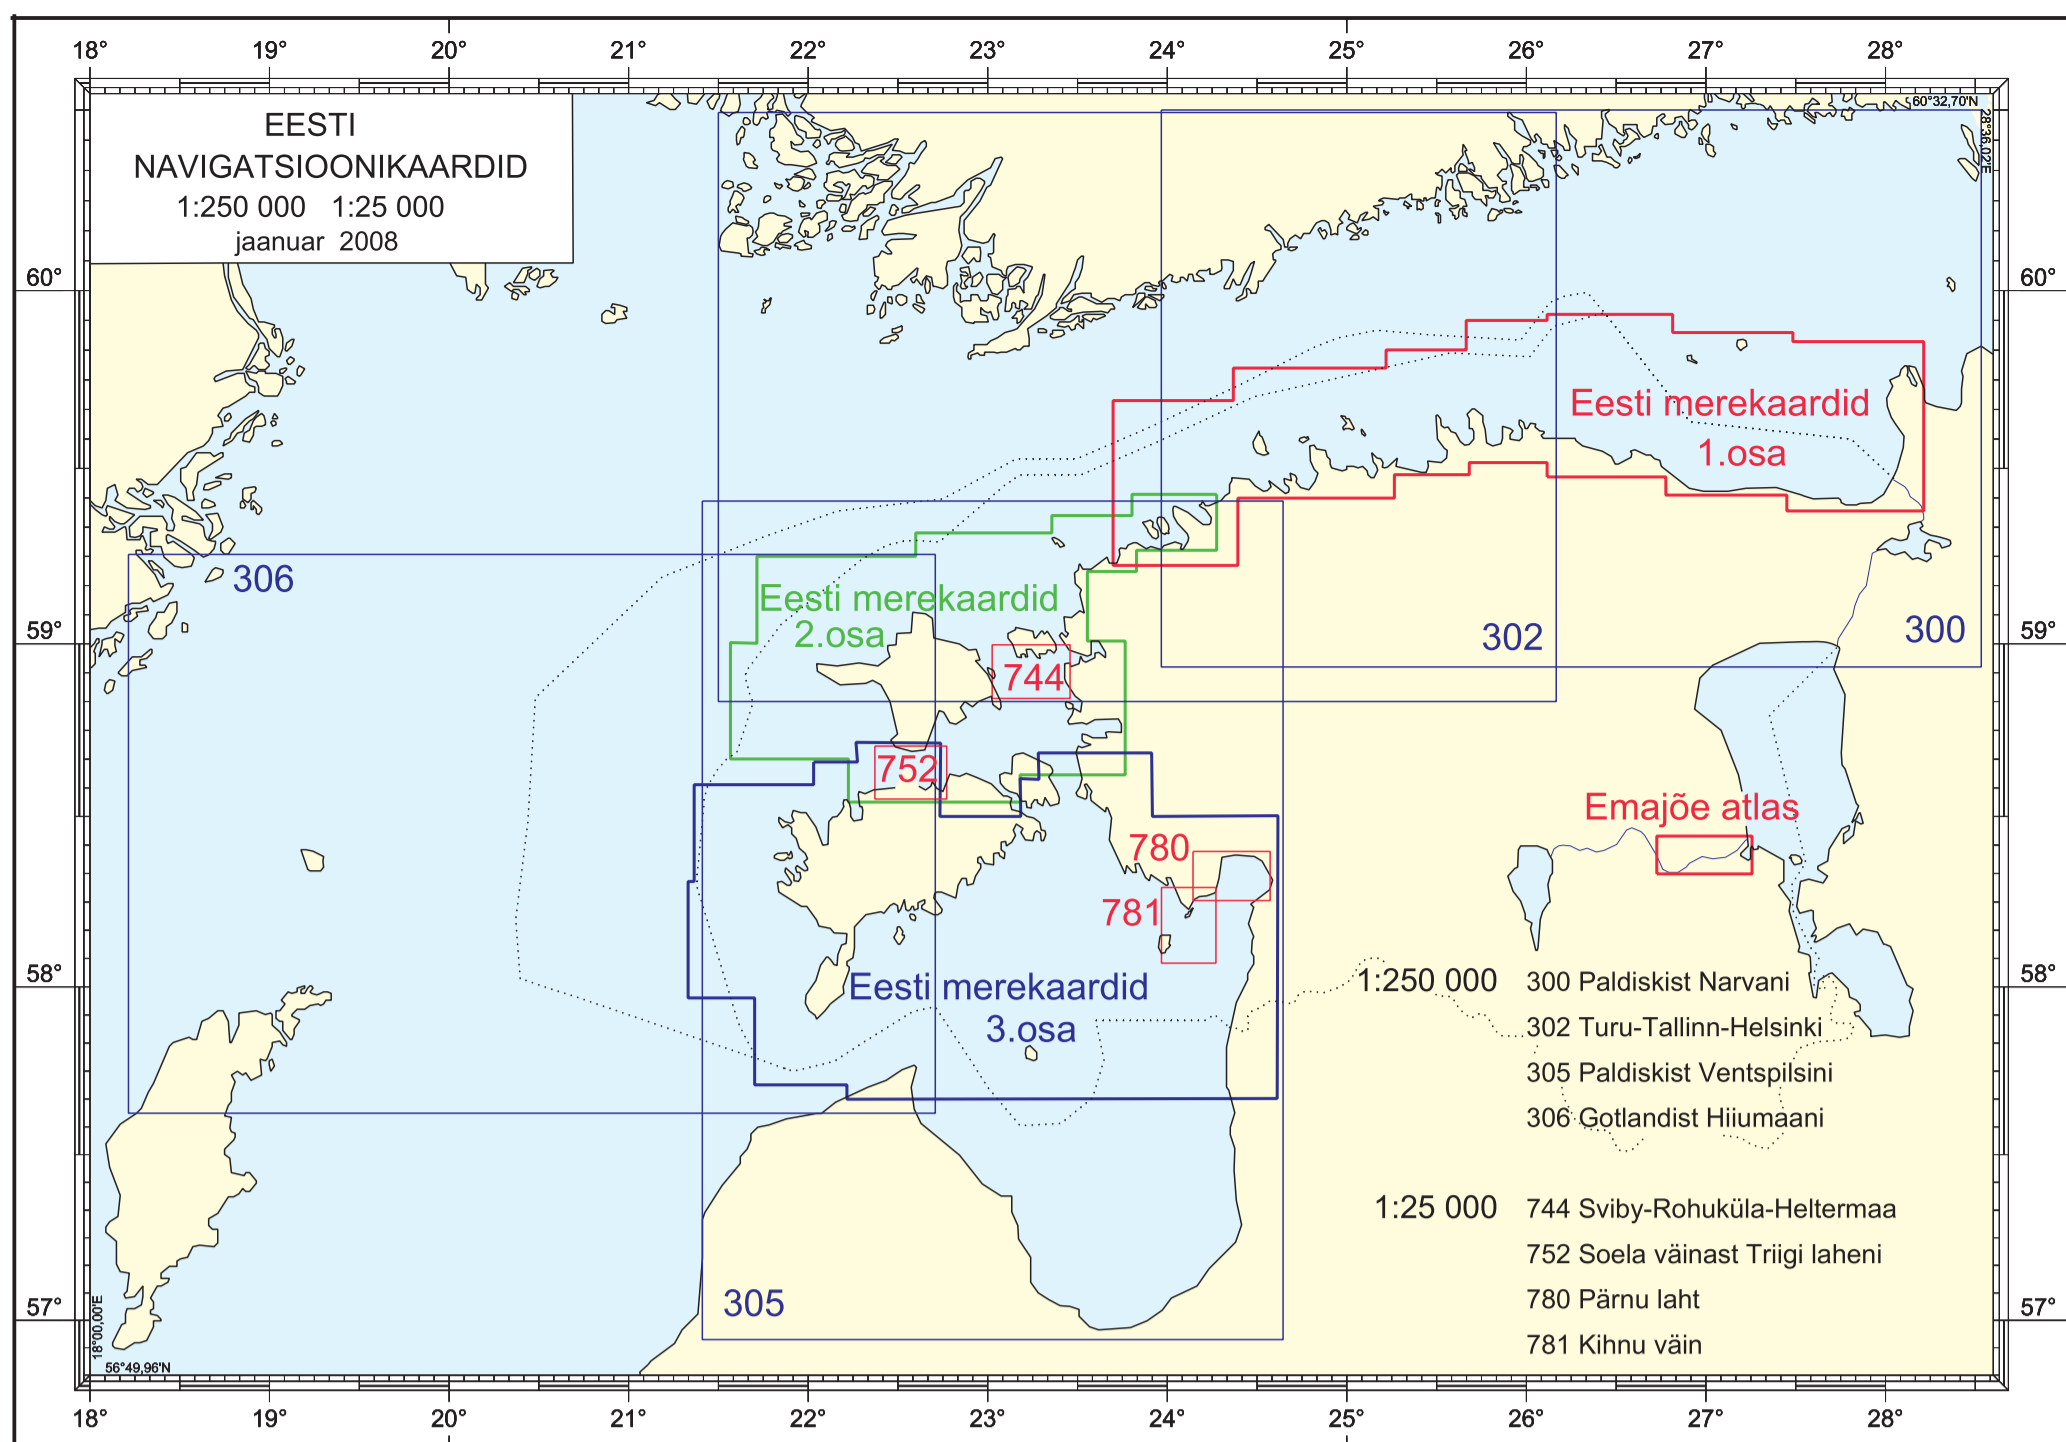 18° 19° 20° 21° 22° 23° 24° 25° 26° 27° 28°
EESTI
NAVIGATSIOONIKAARDID
1:250 000 1:25 000
jaanuar 2008
60°32,70'N
28°36,02'E
60° 60°
Eesti merekaardid
1.osa
306
Eesti merekaardid
2.osa
302
300
59° 59°
744
752
Emajõe atlas
780
781
58° 58°
Eesti merekaardid
3.osa
1:250 000 300 Paldiskist Narvani
302 Turu-Tallinn-Helsinki
305 Paldiskist Ventspilsini
306 Gotlandist Hiiumaani
1:25 000 744 Sviby-Rohuküla-Heltermaa
752 Soela väinast Triigi laheni
780 Pärnu laht
781 Kihnu väin
305
57° 57°
18°00,00'E
56°49,96'N
18° 19° 20° 21° 22° 23° 24° 25° 26° 27° 28°